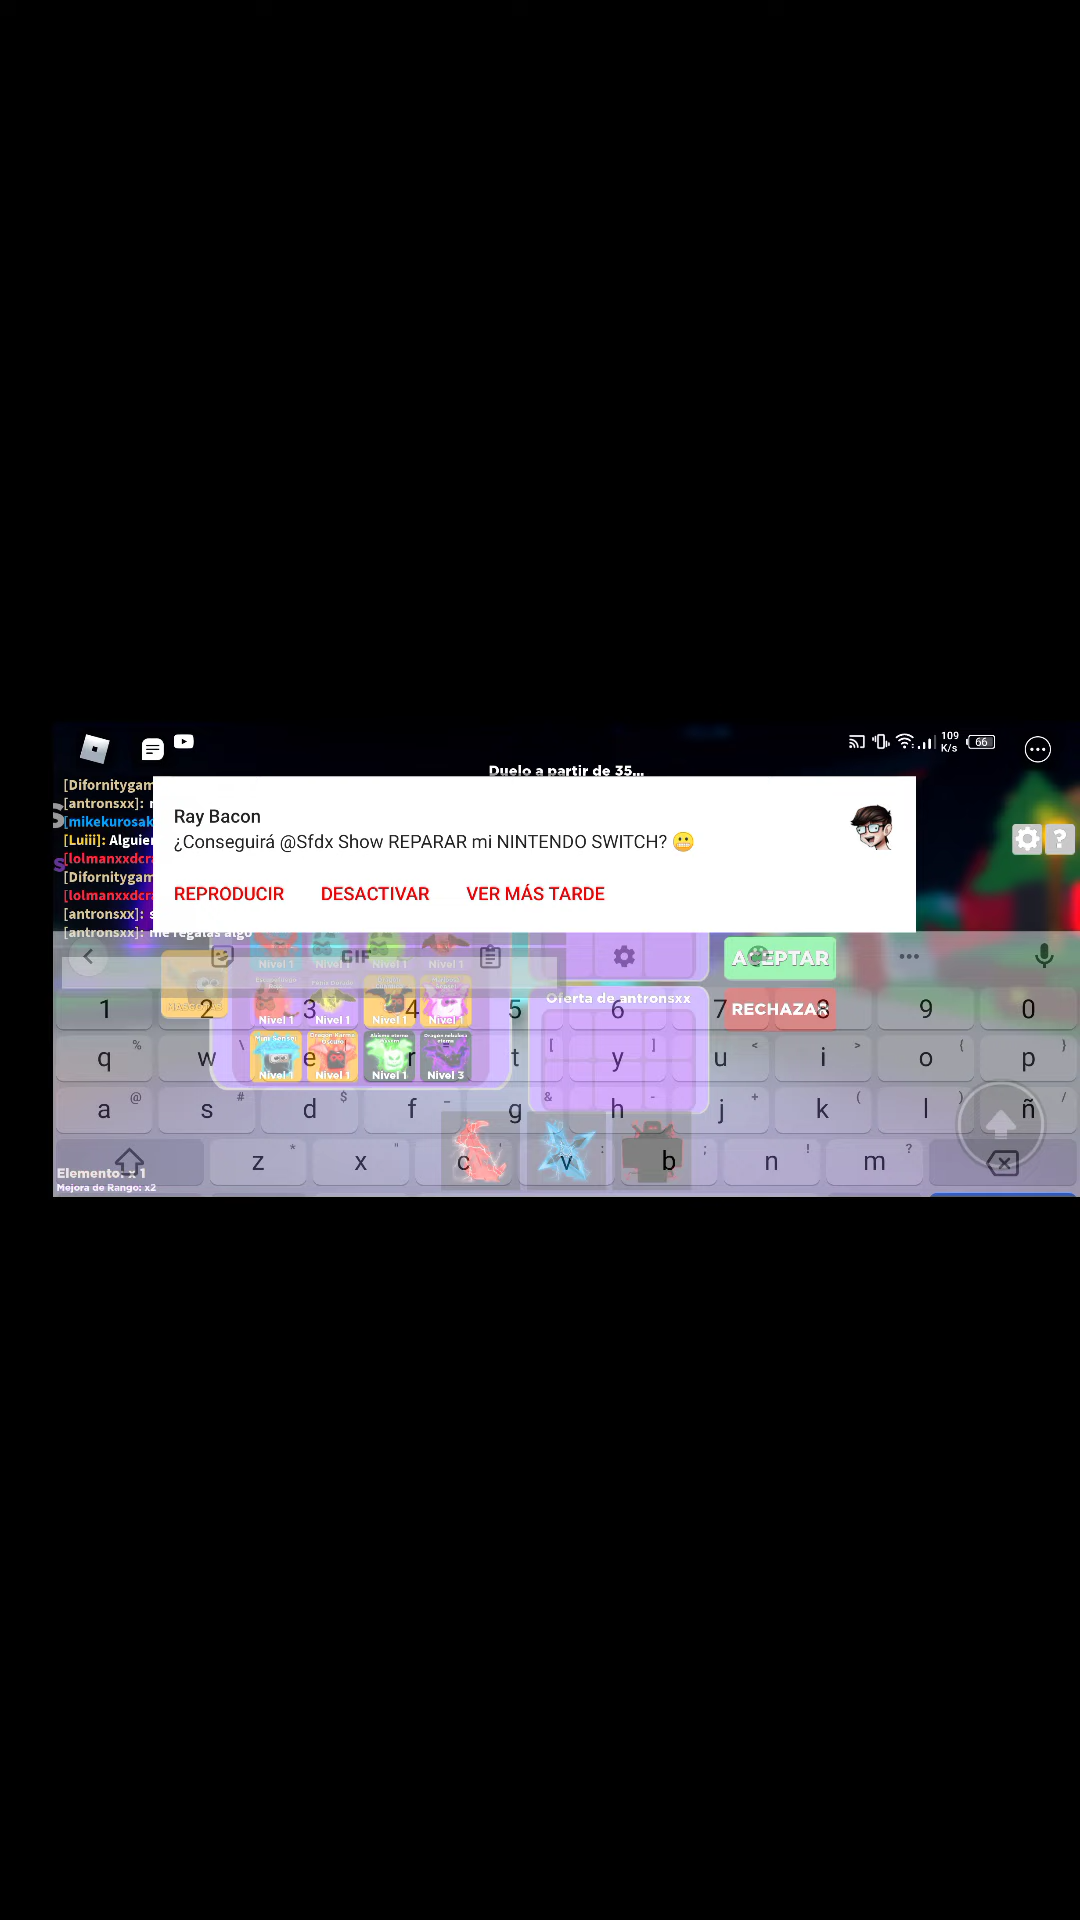 109
K/s
66
Duelo a partir de 35...
[Difornitygam
[antronsxx]:
[mikekurosak
[Luiii]: Alguien
[lolmanxxdcr
[Difornitygam
[lolmanxxdcr
[antronsxx]: s
[antronsxx]: me regalas algo
Ray Bacon
¿Conseguirá @Sfdx Show REPARAR mi NINTENDO SWITCH? 😬
REPRODUCIR DESACTIVAR VER MÁS TARDE
GIF
ACEPTAR
Nivel 1 Nivel 1 Nivel 1 Nivel 1
Oferta de antronsxx
RECHAZAR
1 2 3 4 5 6 7 8 9 0
Nivel 1 Nivel 1 Nivel 1 Nivel 1
% \ = [ ] < > { }
q w e r t y u i o p
Nivel 1 Nivel 1 Nivel 1 Nivel 3
@ # $ _ & - + ( ) /
a s d f g h j k l ñ
* " ' : ; ! ?
z x c v b n m
Elemento: x 1
Mejora de Rango: x2